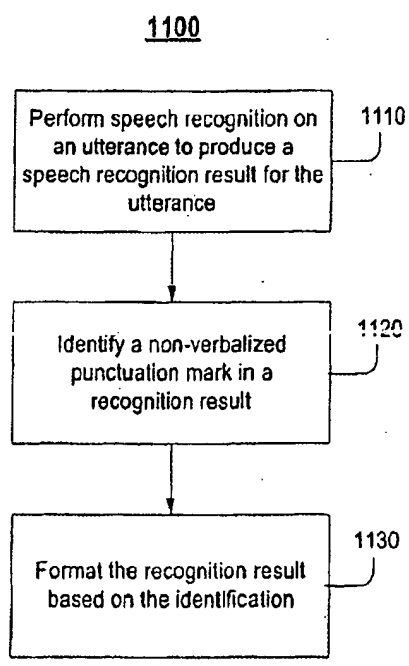 1100
Perform speech recognition on
an utterance to produce a
speech recognition result for the
utterance
1110
Identify a non-verbalized
punctuation mark in a
recognition result
1120
Format the recognition result
based on the identification
1130